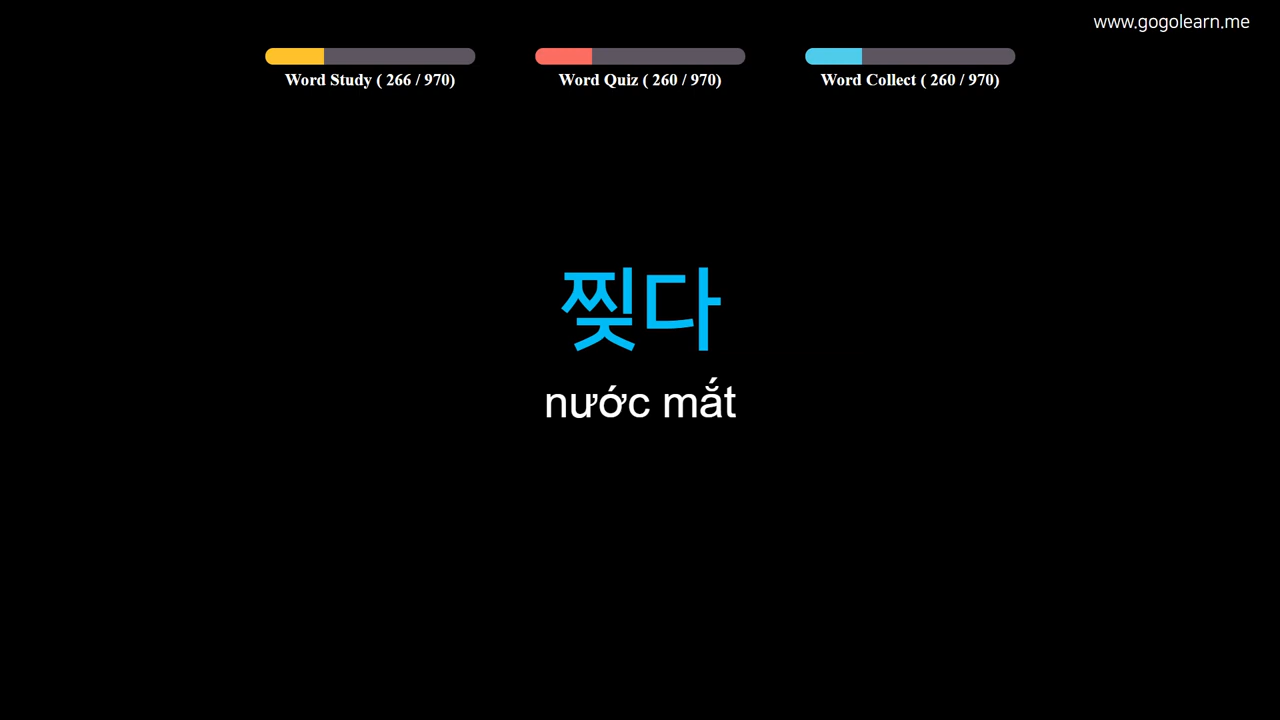 www.gogolearn.me
Word Study ( 266 / 970)
Word Quiz ( 260 / 970)
Word Collect ( 260 / 970)
찢다
nước mắt